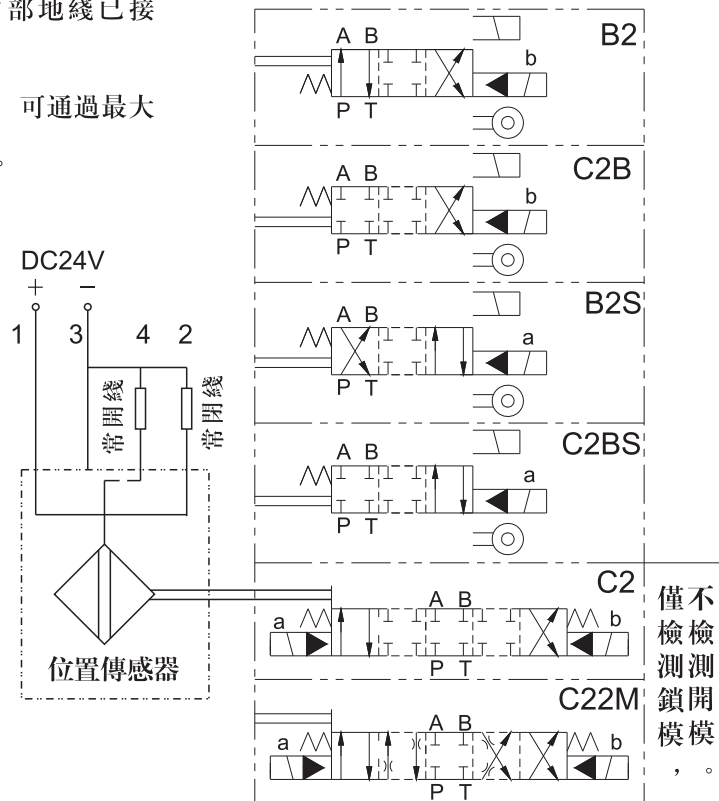 部地綫已接
可通過最大
。
DC24V
+ −
1 3 4 2
常開綫
常閉綫
位置傳感器
B2
A B
b
P T
C2B
A B
b
P T
B2S
A B
a
P T
C2BS
A B
a
P T
C2
A B
a b
P T
C22M
A B
a b
P T
不檢測開模。
僅檢測鎖模，